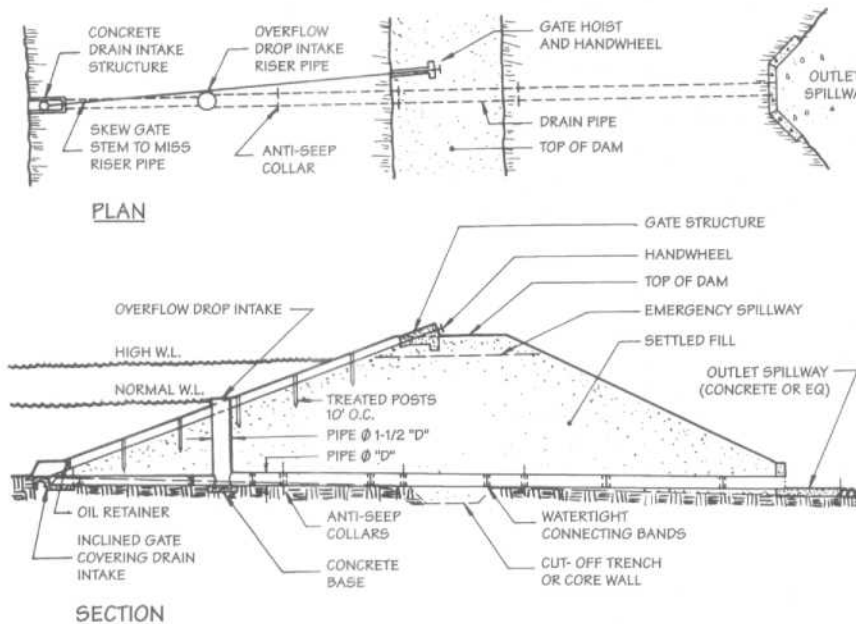 CONCRETE
DRAIN INTAKE
STRUCTURE
OVERFLOW
DROP INTAKE
RISER PIPE
GATE HOIST
AND HANDWHEEL
OUTLET
SPILLWA
SKEW GATE
STEM TO MISS
RISER PIPE
ANTI-SEEP
COLLAR
DRAIN PIPE
TOP OF DAM
PLAN
GATE STRUCTURE
HANDWHEEL
TOP OF DAM
OVERFLOW DROP INTAKE
EMERGENCY SPILLWAY
SETTLED FILL
HIGH W.L.
OUTLET SPILLWAY
(CONCRETE OR EQ)
NORMAL W.L.
TREATED POSTS
10' O.C.
PIPE Ø 1-1/2 "D"
PIPE Ø "D"
OIL RETAINER
ANTI-SEEP
COLLARS
WATERTIGHT
CONNECTING BANDS
INCLINED GATE
COVERING DRAIN
INTAKE
CONCRETE
BASE
CUT- OFF TRENCH
OR CORE WALL
SECTION